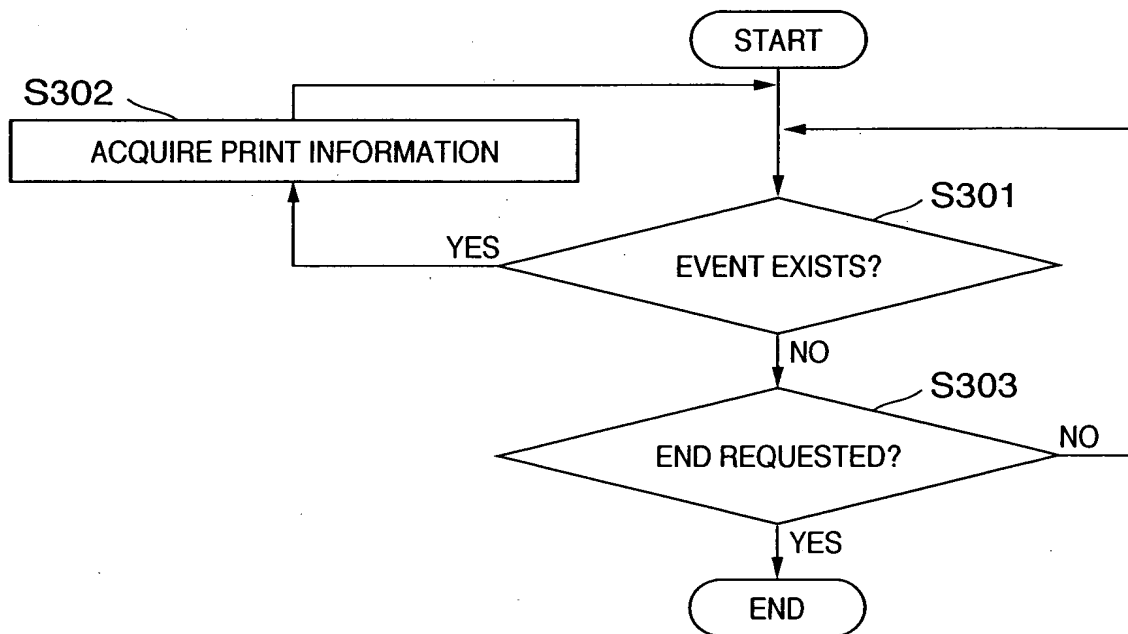 START
S302
ACQUIRE PRINT INFORMATION
S301
YES
EVENT EXISTS?
NO
S303
END REQUESTED?
NO
YES
END